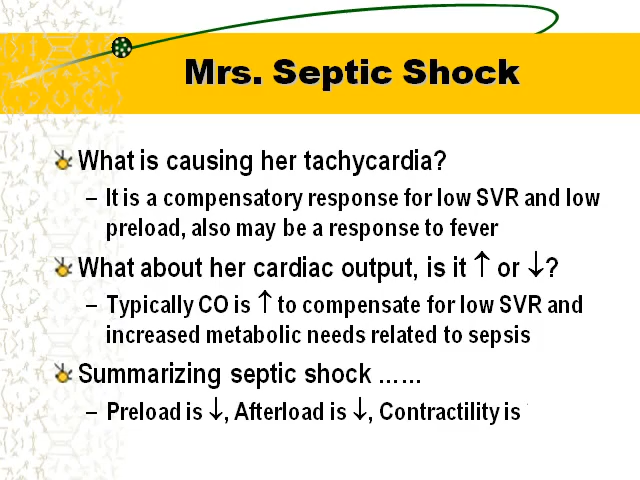 Mrs. Septic Shock
What is causing her tachycardia?
– It is a compensatory response for low SVR and low
preload, also may be a response to fever
What about her cardiac output, is it ↑ or ↓?
– Typically CO is ↑ to compensate for low SVR and
increased metabolic needs related to sepsis
Summarizing septic shock ……
– Preload is ↓, Afterload is ↓, Contractility is